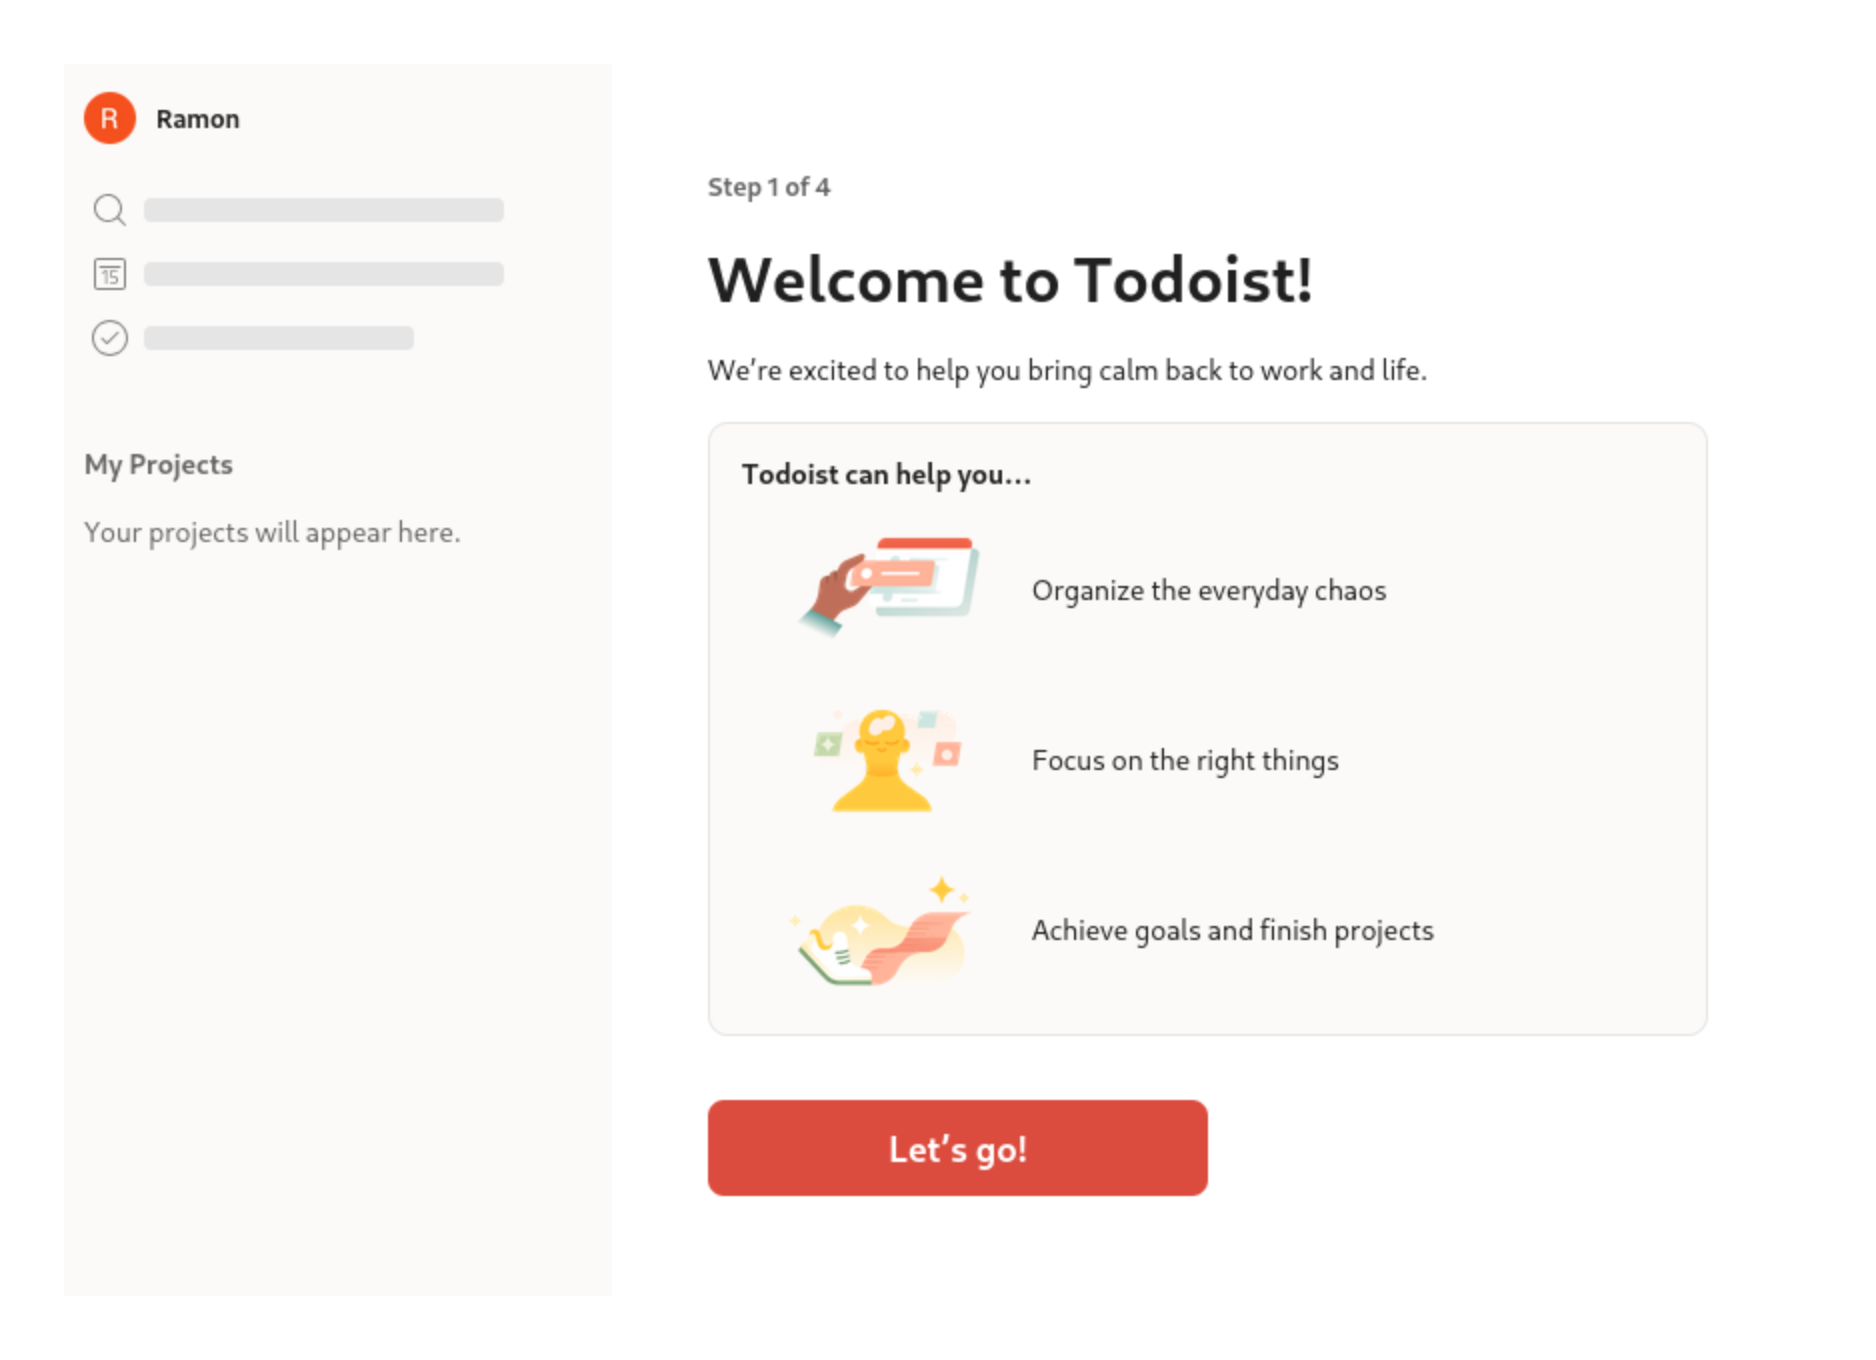 R
Ramon
15
My Projects
Your projects will appear here.
Step 1 of 4
Welcome to Todoist!
We’re excited to help you bring calm back to work and life.
Todoist can help you…
Organize the everyday chaos
Focus on the right things
Achieve goals and finish projects
Let’s go!